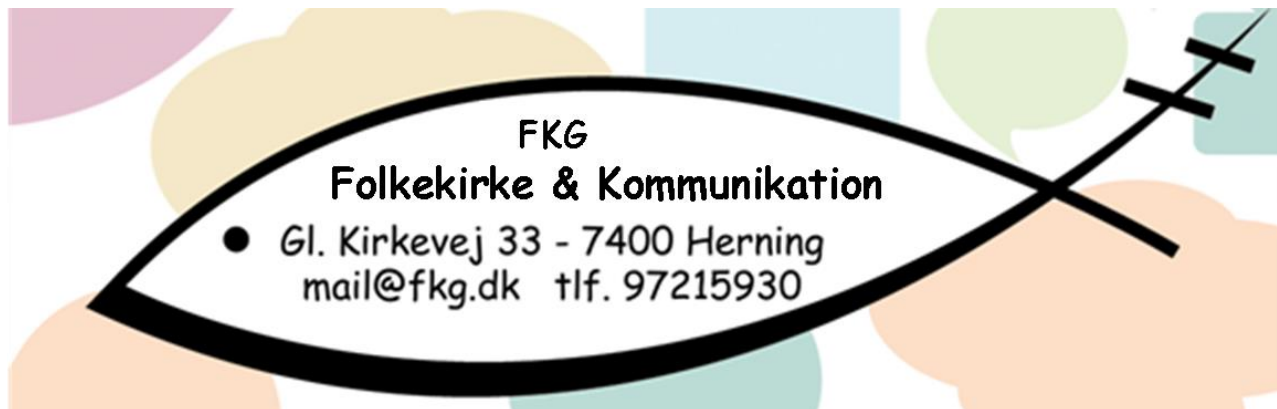 FKG
Folkekirke & Kommunikation
Gl. Kirkevej 33 - 7400 Herning
mail@fkg.dk tlf. 97215930